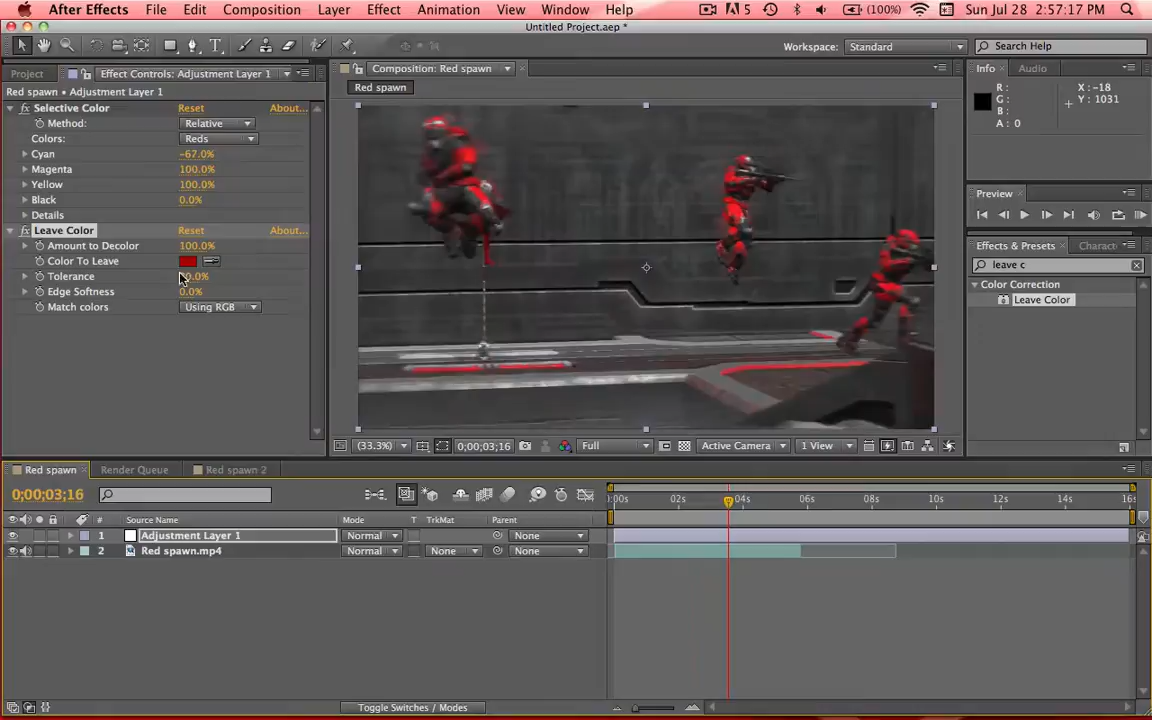 After Effects File Edit Composition Layer Effect Animation View Window Help 5 (100%) Sun Jul 28 2:57:17 PM
Untitled Project.aep *
Workspace: Standard Search Help
Project Effect Controls: Adjustment Layer 1 Composition: Red spawn Info Audio
Red spawn • Adjustment Layer 1 Red spawn
R: X: -18
G: Y: 1031
B:
A: 0
Selective Color Reset About...
Method: Relative
Colors: Reds
Cyan -67.0%
Magenta 100.0%
Yellow 100.0%
Black 0.0%
Details
Leave Color Reset About...
Amount to Decolor 100.0%
Color To Leave
Tolerance .0%
Edge Softness 0.0%
Match colors Using RGB
Preview
Effects & Presets Charact
leave c
Color Correction
Leave Color
(33.3%) 0;00;03;16 Full Active Camera 1 View
Red spawn Render Queue Red spawn 2
0;00;03;16 :00s 02s 04s 06s 08s 10s 12s 14s 16s
# Source Name Mode T TrkMat Parent
1 Adjustment Layer 1 Normal None
2 Red spawn.mp4 Normal None None
Toggle Switches / Modes